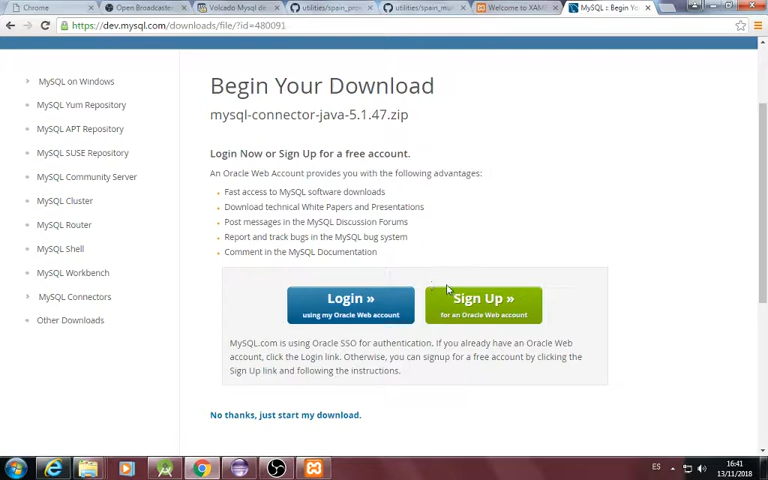 Chrome
Open Broadcaster
Volcado Mysql de
utilities/spain_pro
utilities/spain_mu
Welcome to XAM
MySQL :: Begin Yo
https://dev.mysql.com/downloads/file/?id=480091
MySQL on Windows
MySQL Yum Repository
MySQL APT Repository
MySQL SUSE Repository
MySQL Community Server
MySQL Cluster
MySQL Router
MySQL Shell
MySQL Workbench
MySQL Connectors
Other Downloads
Begin Your Download
mysql-connector-java-5.1.47.zip
Login Now or Sign Up for a free account.
An Oracle Web Account provides you with the following advantages:
Fast access to MySQL software downloads
Download technical White Papers and Presentations
Post messages in the MySQL Discussion Forums
Report and track bugs in the MySQL bug system
Comment in the MySQL Documentation
Login »
using my Oracle Web account
Sign Up »
for an Oracle Web account
MySQL.com is using Oracle SSO for authentication. If you already have an Oracle Web
account, click the Login link. Otherwise, you can signup for a free account by clicking the
Sign Up link and following the instructions.
No thanks, just start my download.
ES
16:41
13/11/2018